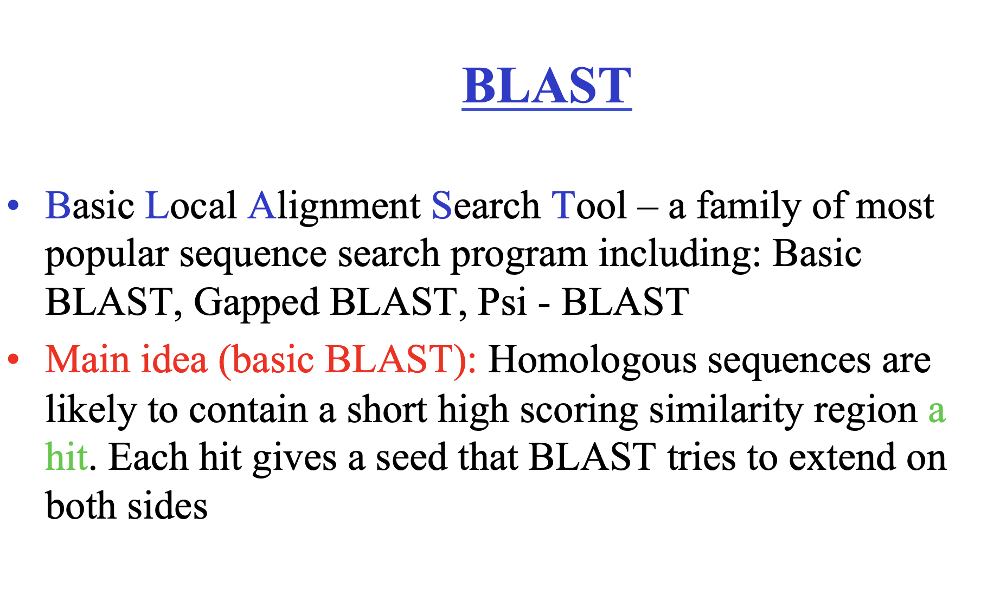 BLAST
• Basic Local Alignment Search Tool – a family of most
popular sequence search program including: Basic
BLAST, Gapped BLAST, Psi - BLAST
• Main idea (basic BLAST): Homologous sequences are
likely to contain a short high scoring similarity region a
hit. Each hit gives a seed that BLAST tries to extend on
both sides